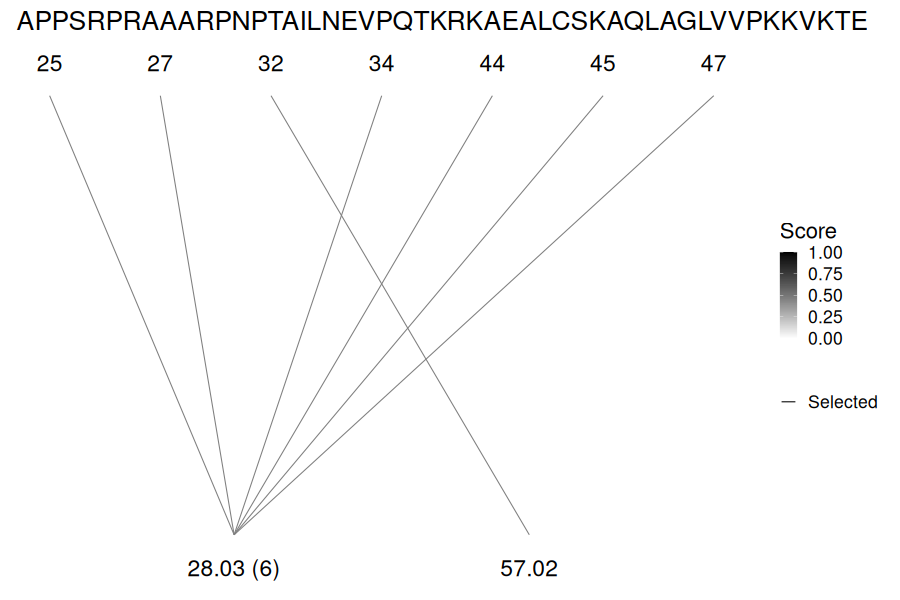 APPSRPRAAARPNPTAILNEVPQTKRKAEALCSKAQLAGLVVPKKVKTE
25 27 32 34 44 45 47
Score
1.00
0.75
0.50
0.25
0.00
Selected
28.03 (6) 57.02